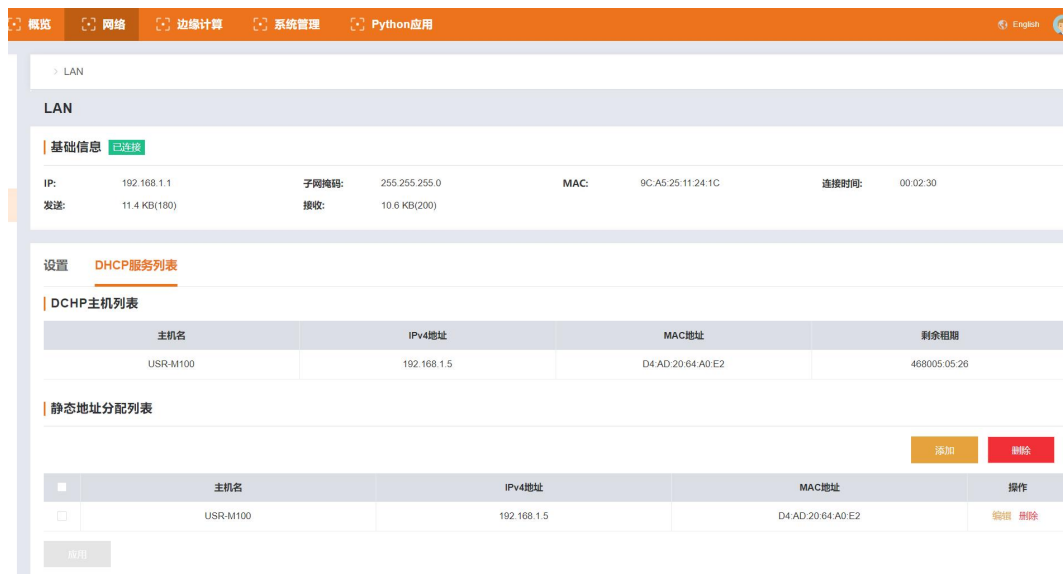 概览 网络 边缘计算 系统管理 Python应用 English
> LAN
LAN
基础信息 已连接
IP: 192.168.1.1 子网掩码: 255.255.255.0 MAC: 9C:A5:25:11:24:1C 连接时间: 00:02:30
发送: 11.4 KB(180) 接收: 10.6 KB(200)
设置 DHCP服务列表
DCHP主机列表
主机名 IPv4地址 MAC地址 剩余租期
USR-M100 192.168.1.5 D4:AD:20:64:A0:E2 468005:05:26
静态地址分配列表
添加 删除
主机名 IPv4地址 MAC地址 操作
USR-M100 192.168.1.5 D4:AD:20:64:A0:E2 编辑 删除
应用